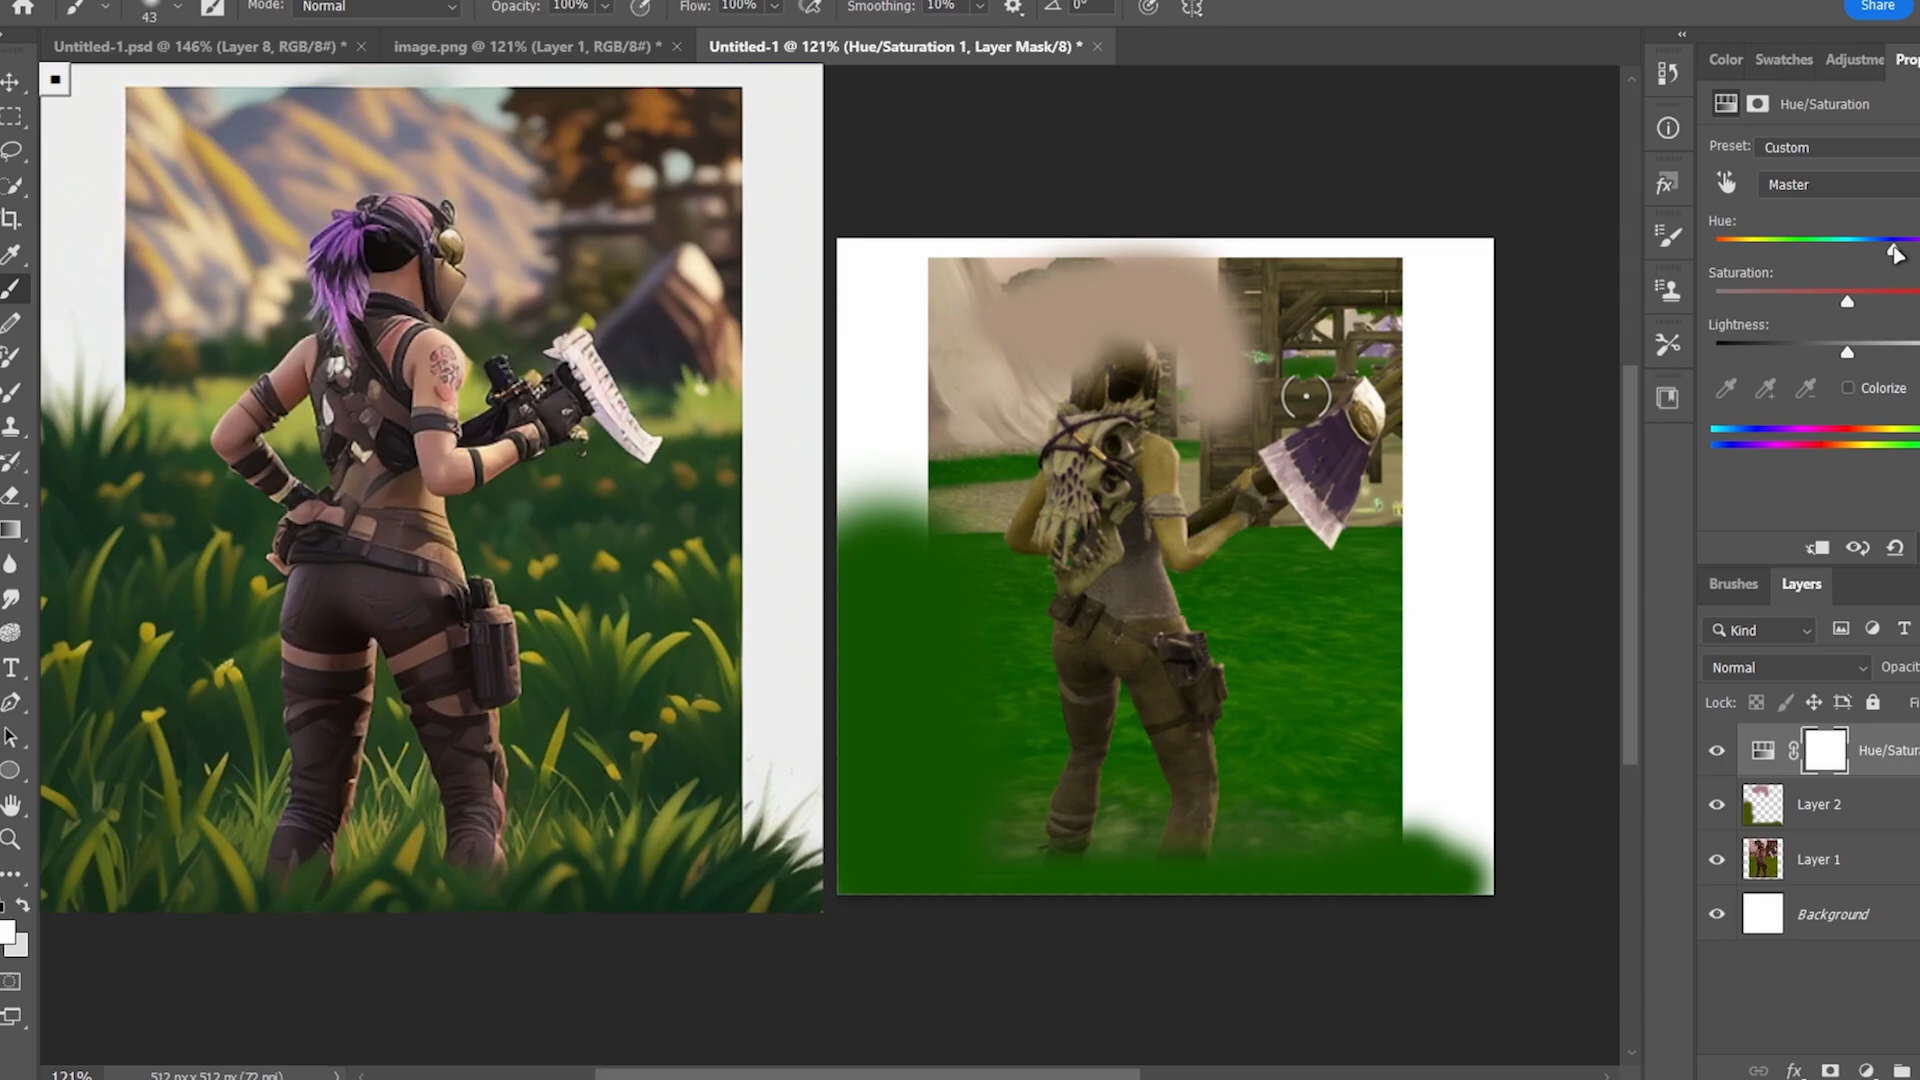 43
Mode:
Normal
Opacity:
100%
Flow:
100%
Smoothing:
10%
0°
Share
Untitled-1.psd @ 146% (Layer 8, RGB/8#) *
image.png @ 121% (Layer 1, RGB/8#) *
Untitled-1 @ 121% (Hue/Saturation 1, Layer Mask/8) *
Color
Swatches
Adjustme
Prop
Hue/Saturation
Preset:
Custom
Master
Hue:
Saturation:
Lightness:
Colorize
Brushes
Layers
Kind
Normal
Opacit
Lock:
Fi
Hue/Satura
Layer 2
Layer 1
Background
121%
512 px x 512 px (72 ppi)